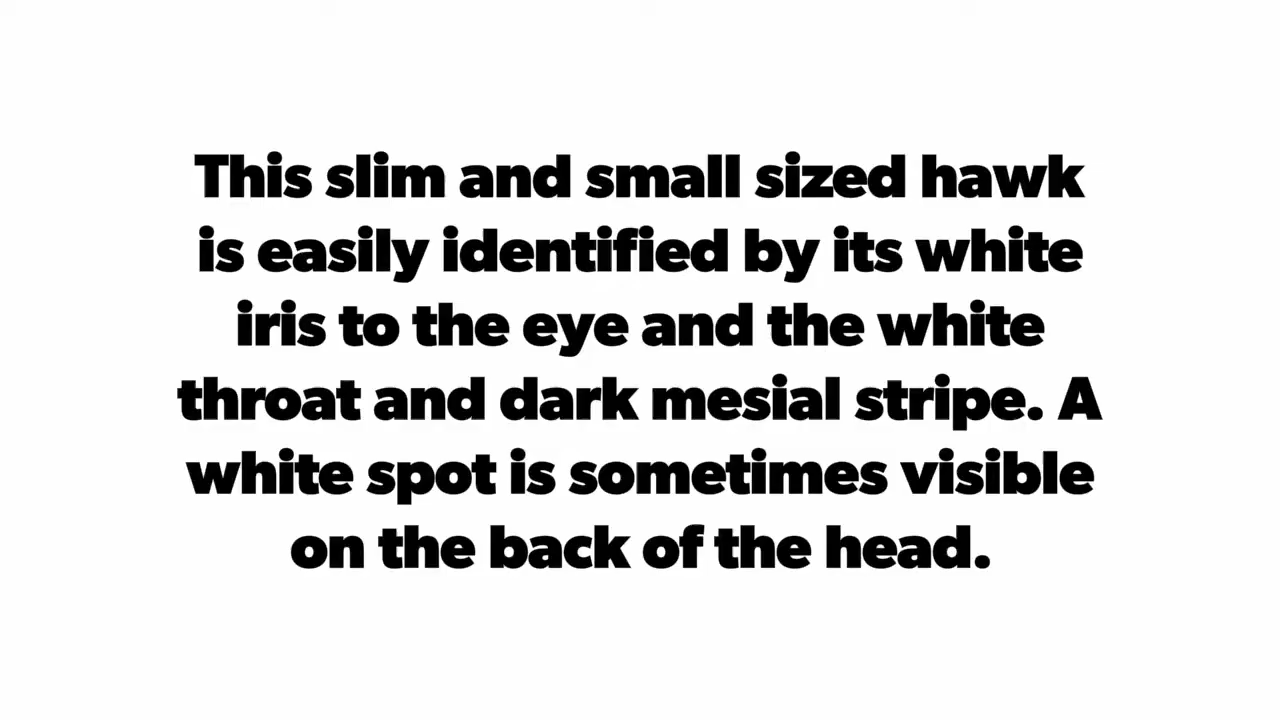 This slim and small sized hawk
is easily identified by its white
iris to the eye and the white
throat and dark mesial stripe. A
white spot is sometimes visible
on the back of the head.